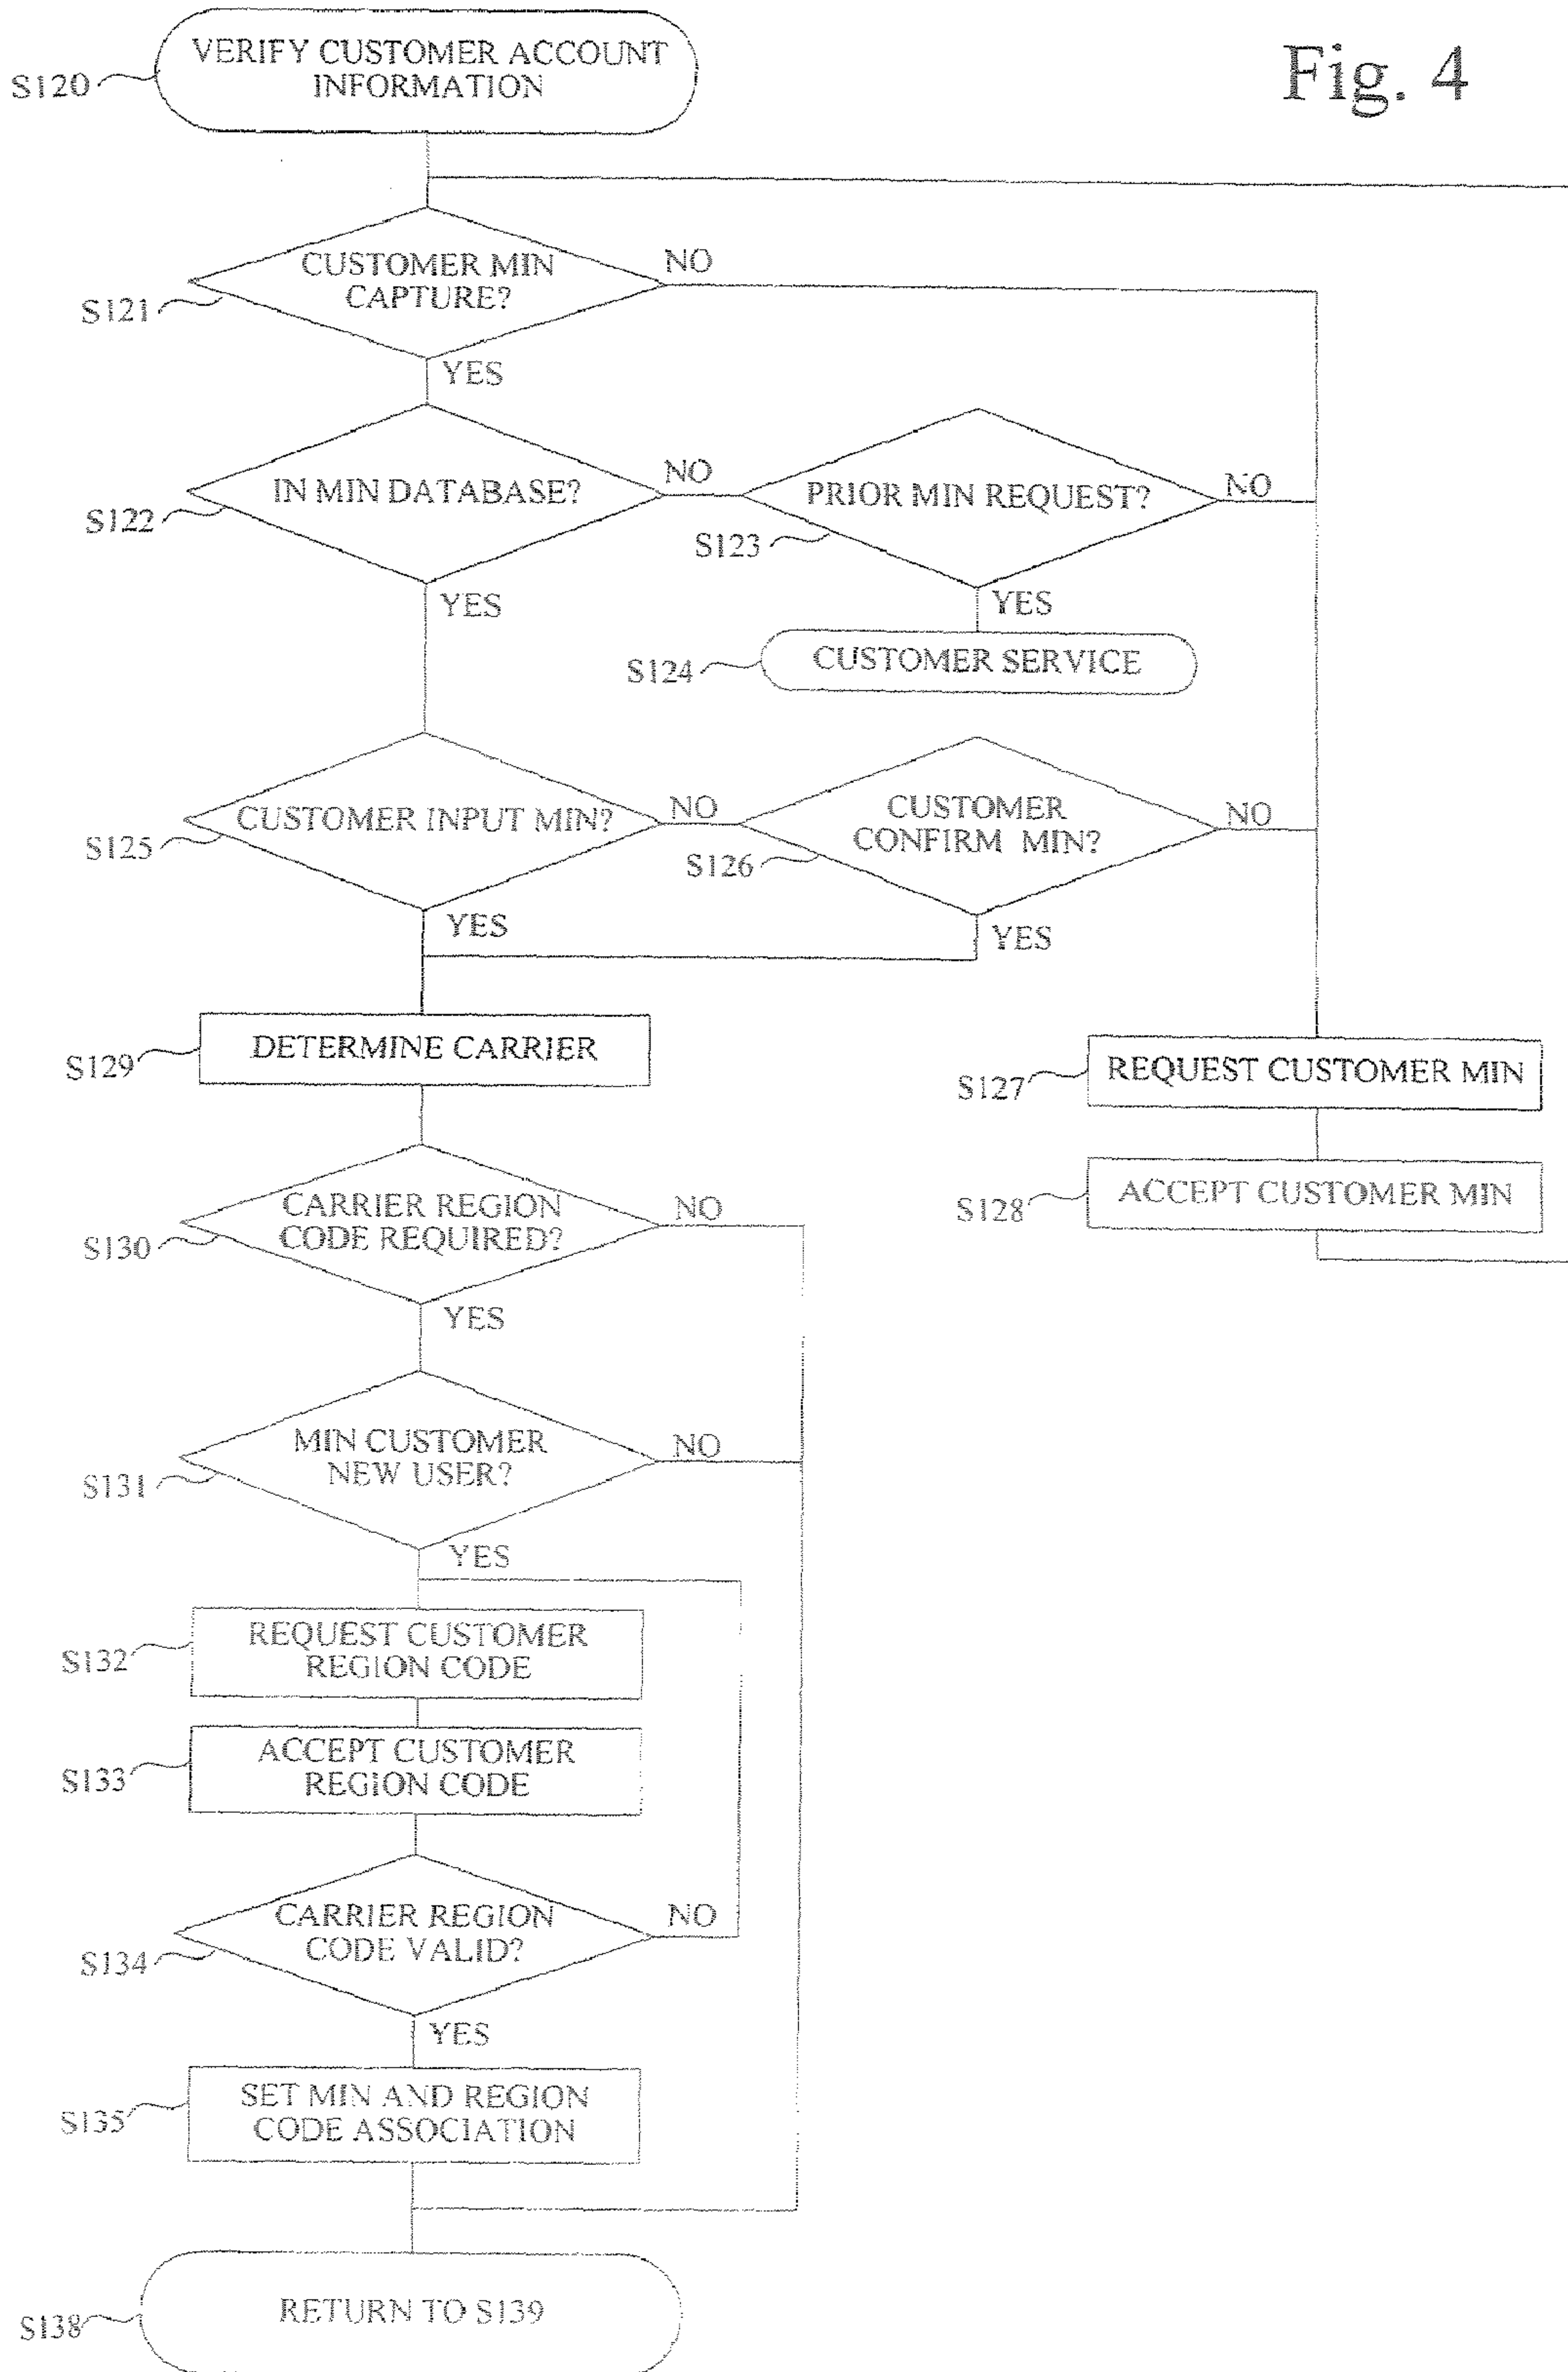 Fig. 4
VERIFY CUSTOMER ACCOUNT
INFORMATION
S120
CUSTOMER MIN
CAPTURE?
NO
S121
YES
IN MIN DATABASE?
NO
PRIOR MIN REQUEST?
NO
S122
S123
YES
YES
S124
CUSTOMER SERVICE
CUSTOMER INPUT MIN?
NO
CUSTOMER
CONFIRM MIN?
NO
S125
S126
YES
YES
S129
DETERMINE CARRIER
S127
REQUEST CUSTOMER MIN
S128
ACCEPT CUSTOMER MIN
CARRIER REGION
CODE REQUIRED?
NO
S130
YES
MIN CUSTOMER
NEW USER?
NO
S131
YES
S132
REQUEST CUSTOMER
REGION CODE
S133
ACCEPT CUSTOMER
REGION CODE
CARRIER REGION
CODE VALID?
NO
S134
YES
S135
SET MIN AND REGION
CODE ASSOCIATION
S138
RETURN TO S139